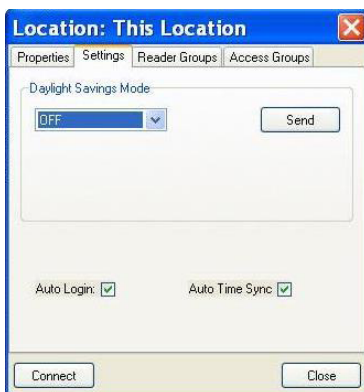 Location: This Location
Properties Settings Reader Groups Access Groups
Daylight Savings Mode
OFF Send
Auto Login: Auto Time Sync
Connect Close